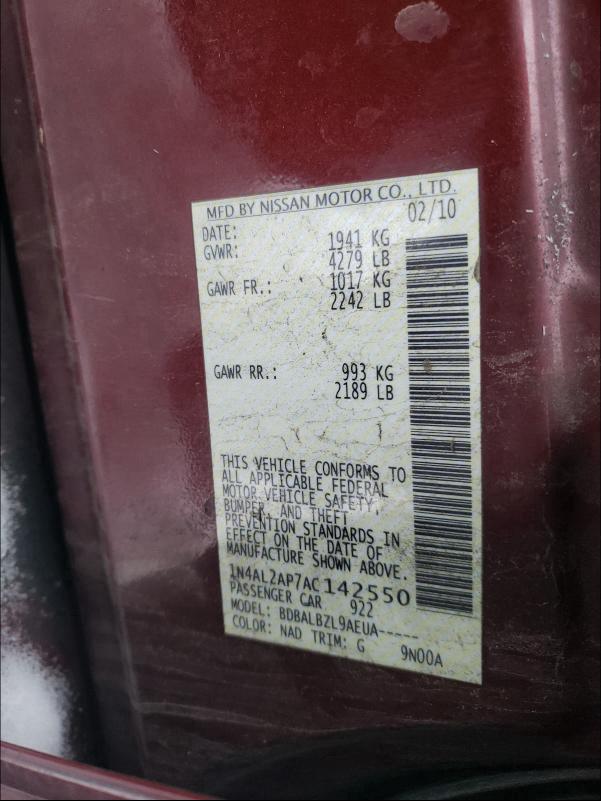 MFD BY NISSAN MOTOR CO., LTD.
DATE: 02/10
GVWR: 1941 KG
4279 LB
GAWR FR.: 1017 KG
2242 LB
GAWR RR.: 993 KG
2189 LB
THIS VEHICLE CONFORMS TO
ALL APPLICABLE FEDERAL
MOTOR VEHICLE SAFETY,
BUMPER, AND THEFT
PREVENTION STANDARDS IN
EFFECT ON THE DATE OF
MANUFACTURE SHOWN ABOVE.
1N4AL2AP7AC142550
PASSENGER CAR 922
MODEL: BDBALBZL9AEUA-----
COLOR: NAD TRIM: G 9N00A